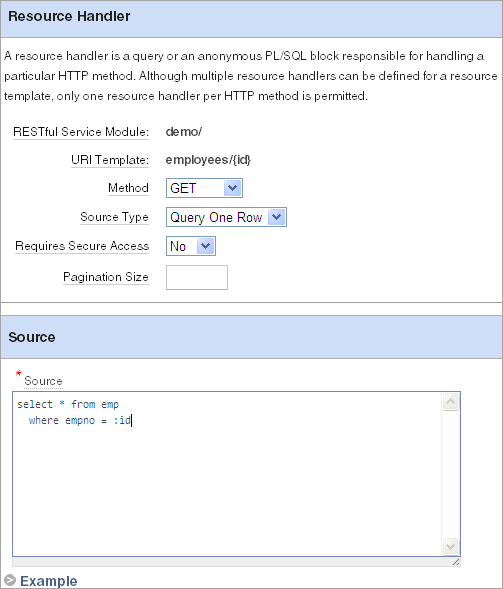 Resource Handler
A resource handler is a query or an anonymous PL/SQL block responsible for handling a
particular HTTP method. Although multiple resource handlers can be defined for a resource
template, only one resource handler per HTTP method is permitted.
RESTful Service Module: demo/
URI Template: employees/{id}
Method GET
Source Type Query One Row
Requires Secure Access No
Pagination Size
Source
* Source
select * from emp
where empno = :id
Example